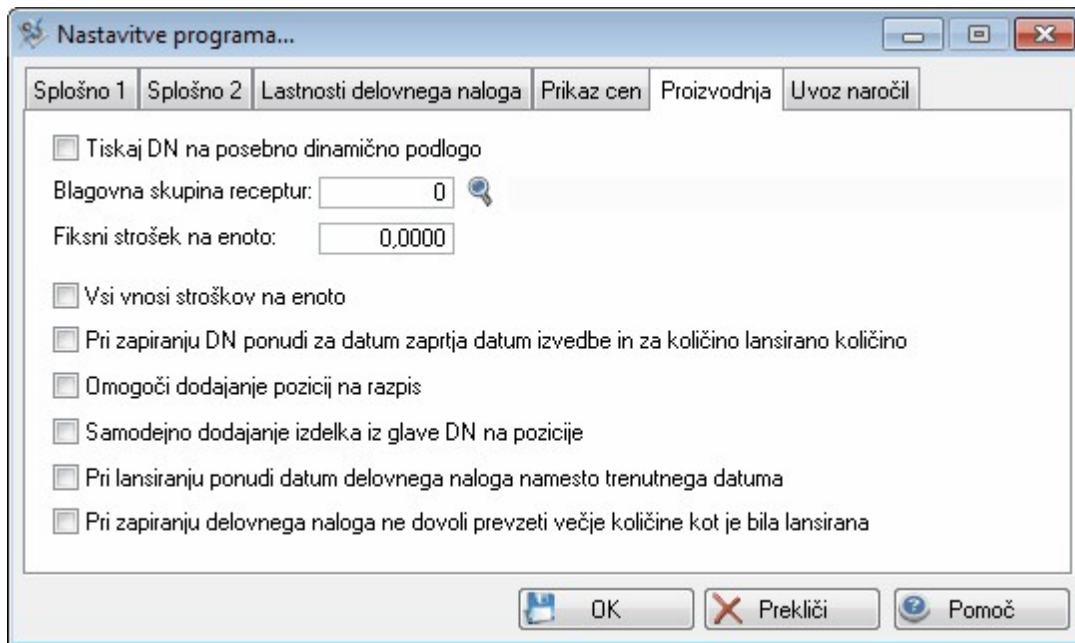 Nastavitve programa...
Splošno 1 Splošno 2 Lastnosti delovnega naloga Prikaz cen Proizvodnja Uvoz naročil
Tiskaj DN na posebno dinamično podlogo
Blagovna skupina receptur: 0
Fiksni strošek na enoto: 0,0000
Vsi vnosi stroškov na enoto
Pri zapiranju DN ponudi za datum zaprtja datum izvedbe in za količino lansirano količino
Omogoči dodajanje pozicij na razpis
Samodejno dodajanje izdelka iz glave DN na pozicije
Pri lansiranju ponudi datum delovnega naloga namesto trenutnega datuma
Pri zapiranju delovnega naloga ne dovoli prevzeti večje količine kot je bila lansirana
OK Prekliči Pomoč